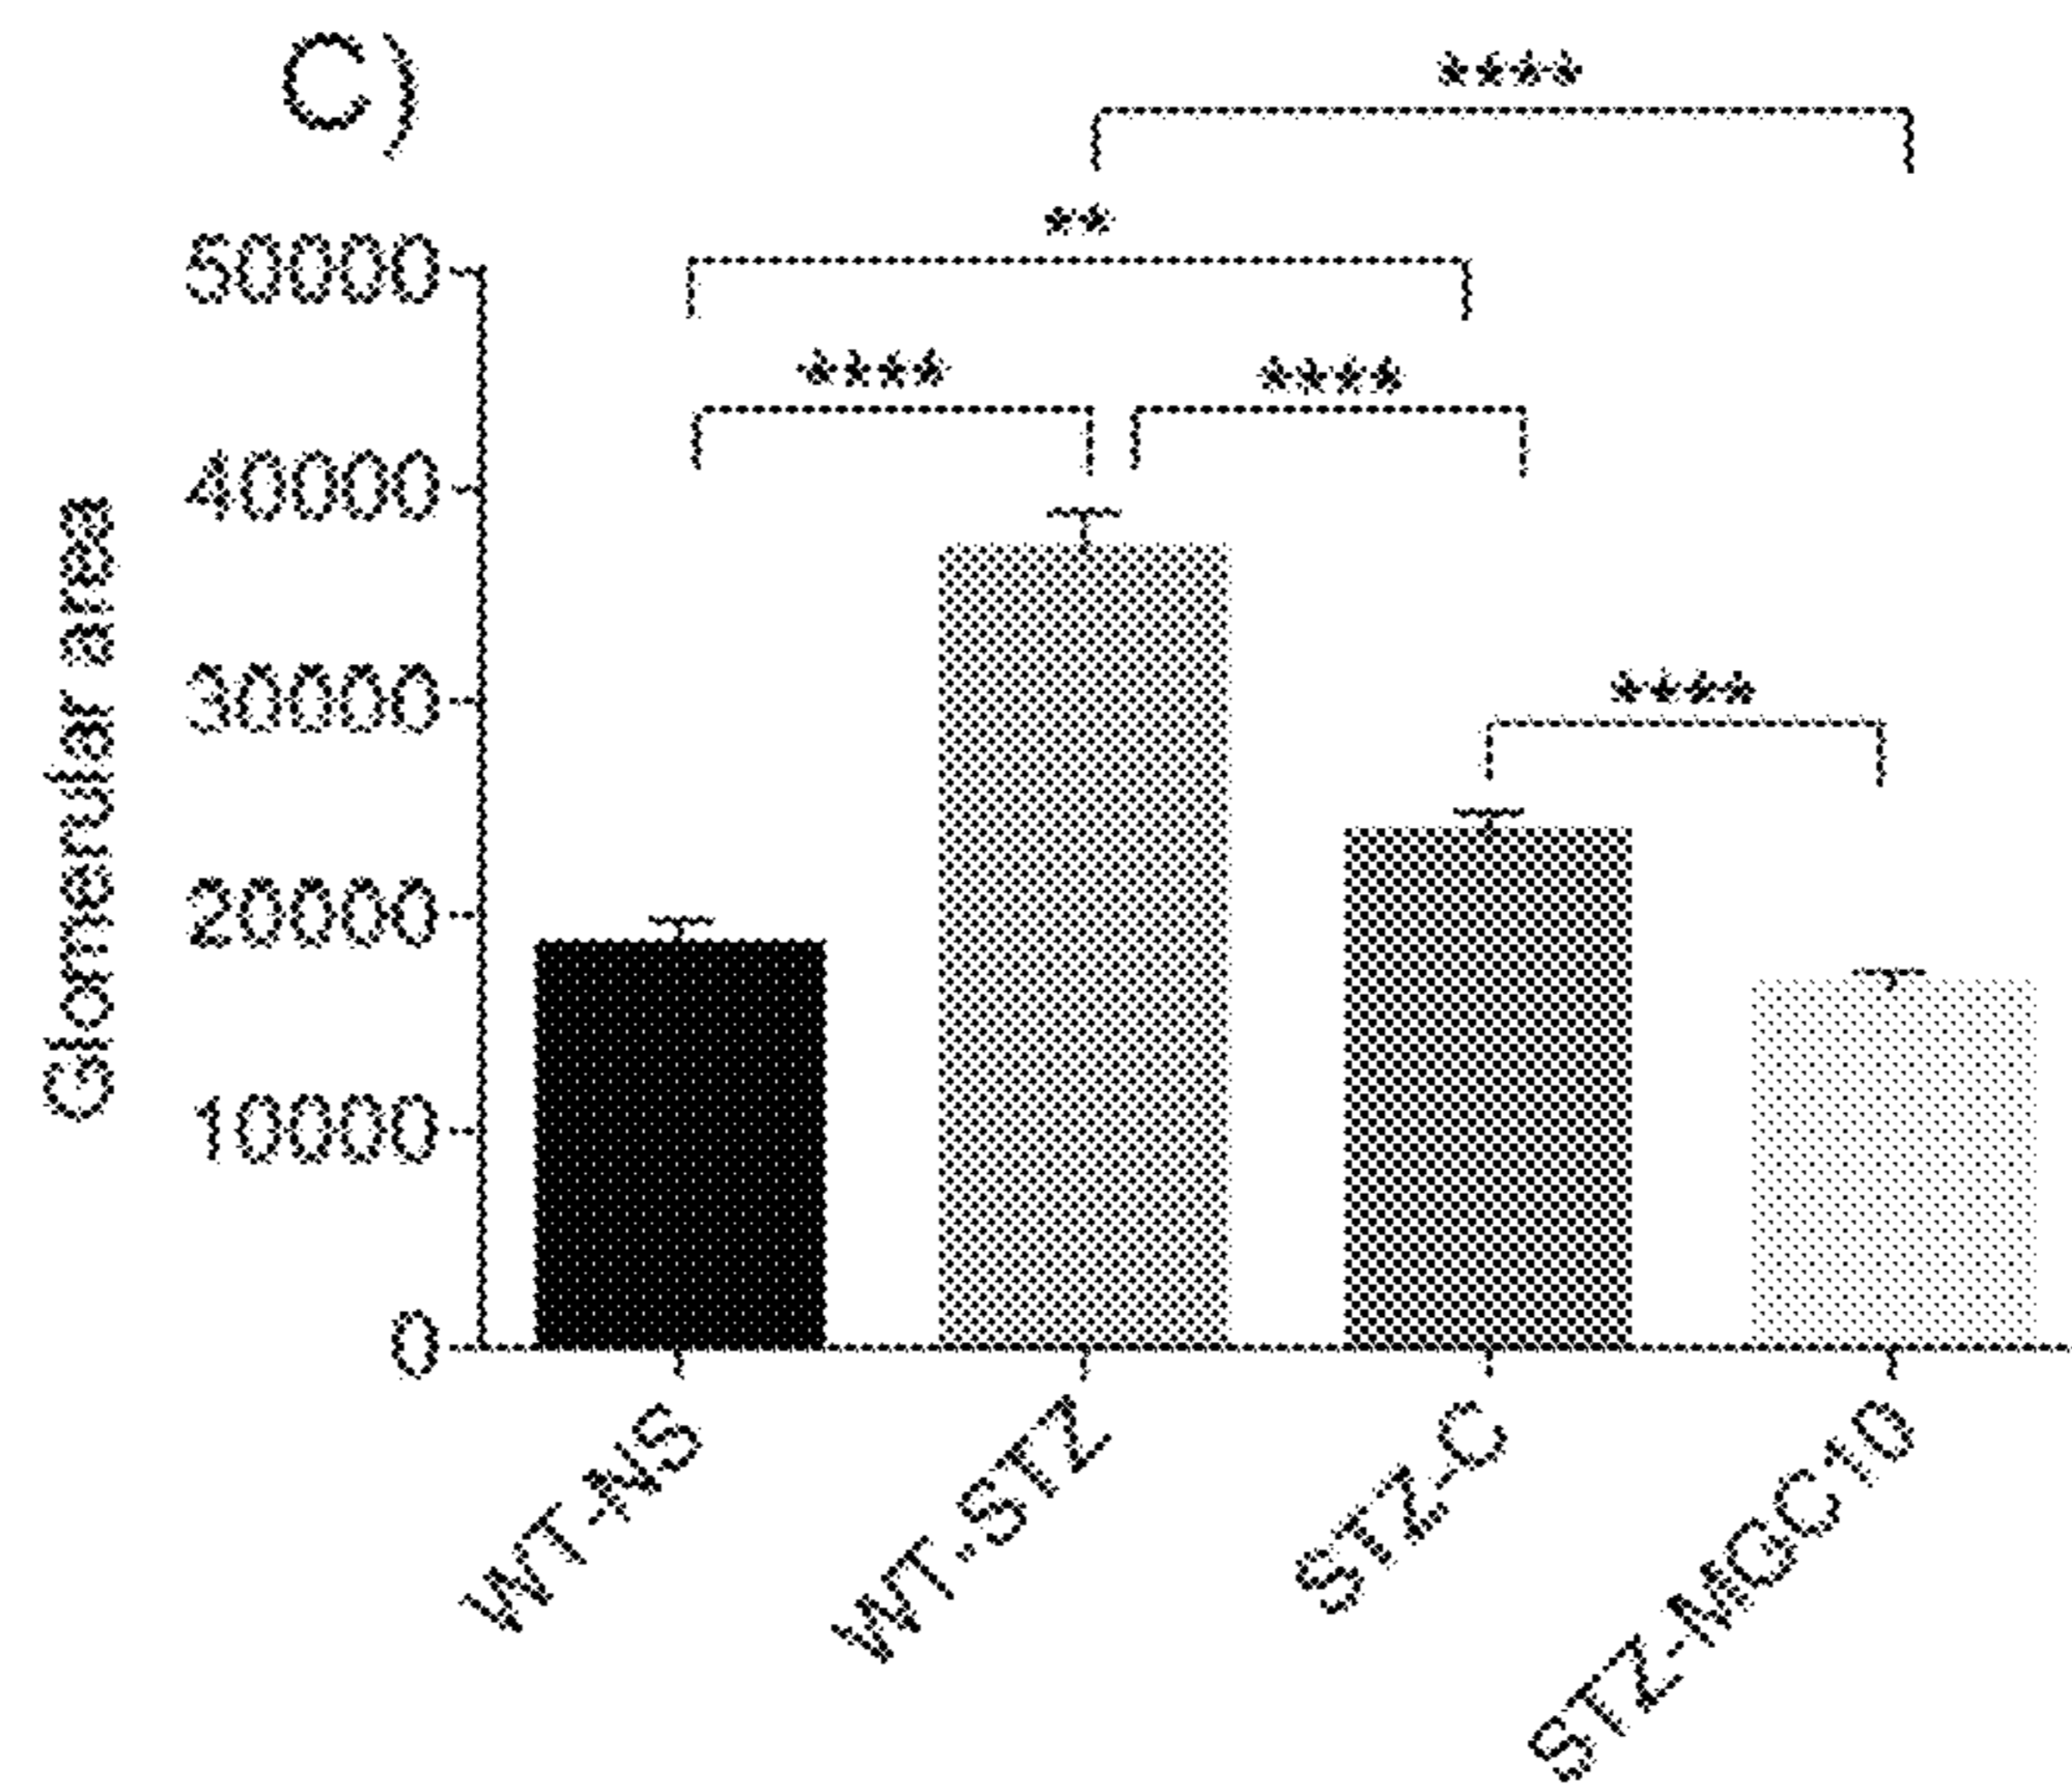 C)
****
**
**** ****
****
50000
40000
30000
20000
10000
0
Glomerular area
WT-NS
WT-STZ
STZ-C
STZ-MCC10